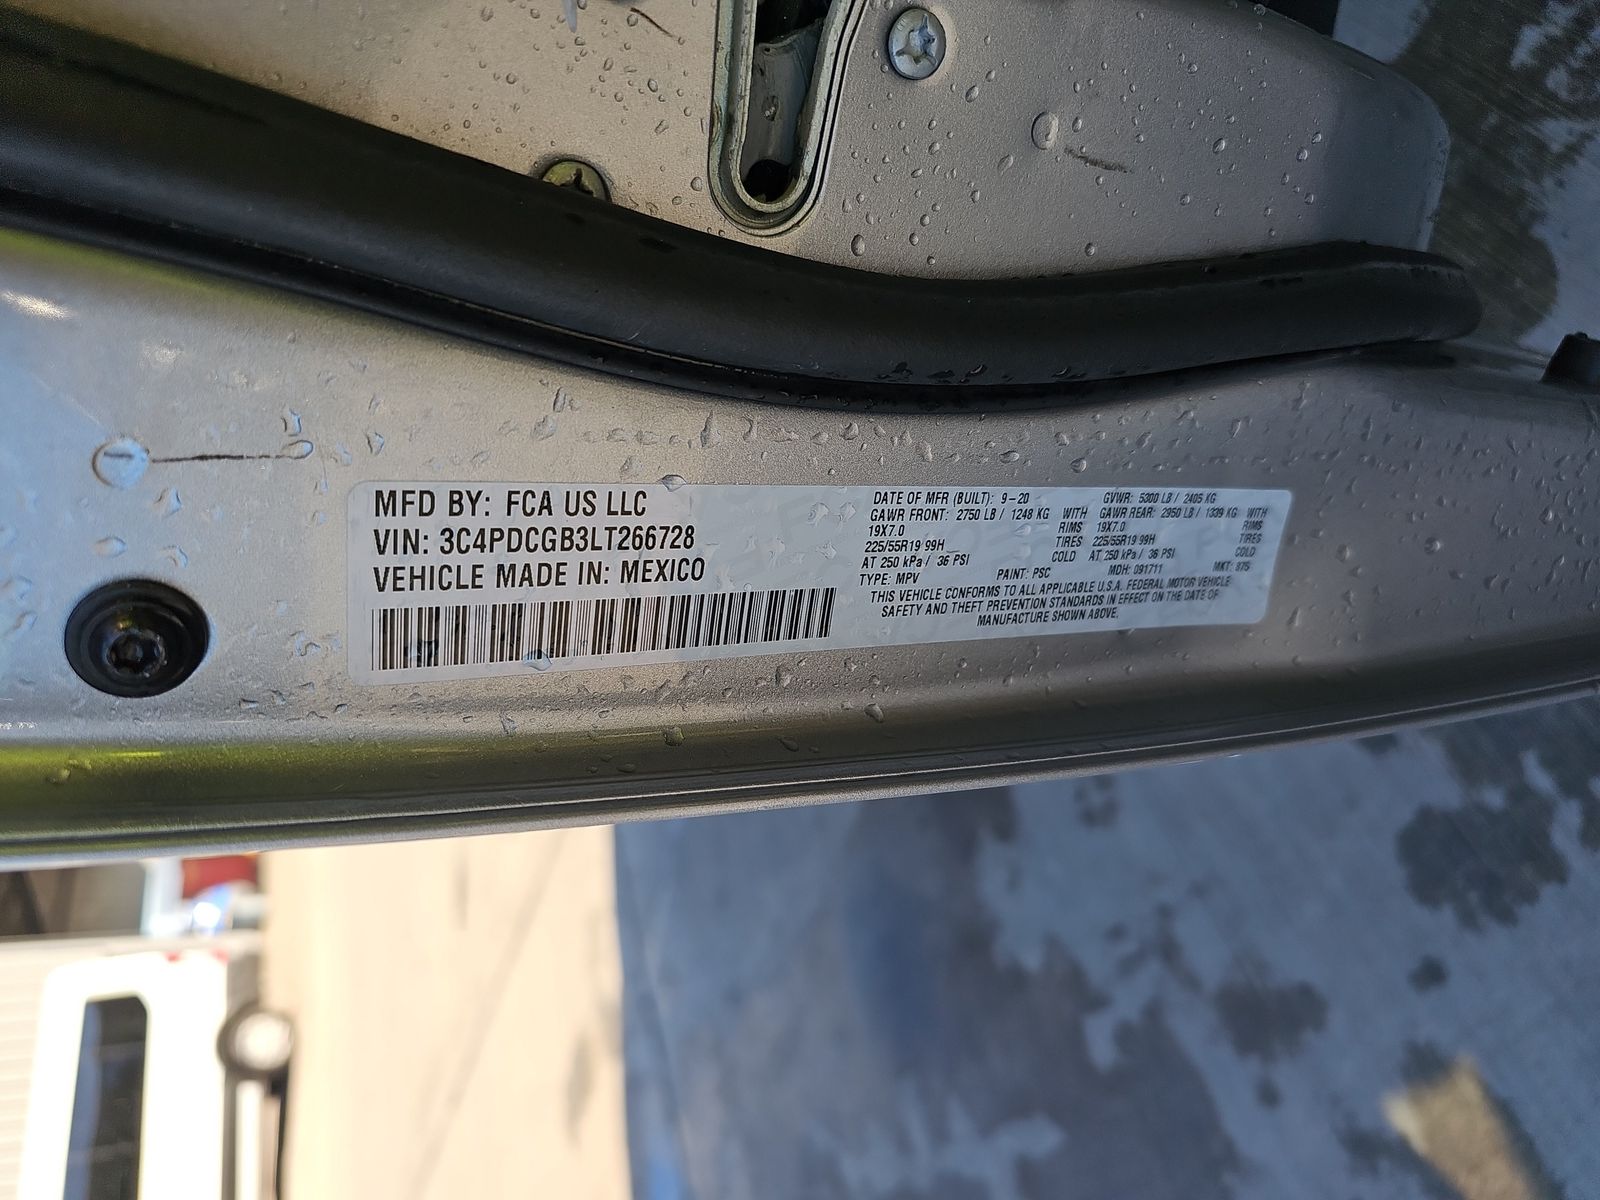 MFD BY: FCA US LLC
VIN: 3C4PDCGB3LT266728
VEHICLE MADE IN: MEXICO
DATE OF MFR (BUILT): 9-20 GVWR: 5300 LB / 2405 KG
GAWR FRONT: 2750 LB / 1248 KG WITH GAWR REAR: 2950 LB / 1339 KG WITH
19X7.0 RIMS 19X7.0 RIMS
225/55R19 99H TIRES 225/55R19 99H TIRES
AT 250 kPa / 36 PSI COLD AT 250 kPa / 36 PSI COLD
TYPE: MPV PAINT: PSC MDH: 091711 MKT:
THIS VEHICLE CONFORMS TO ALL APPLICABLE U.S.A. FEDERAL MOTOR VEHICLE
SAFETY AND THEFT PREVENTION STANDARDS IN EFFECT ON THE DATE OF
MANUFACTURE SHOWN ABOVE.